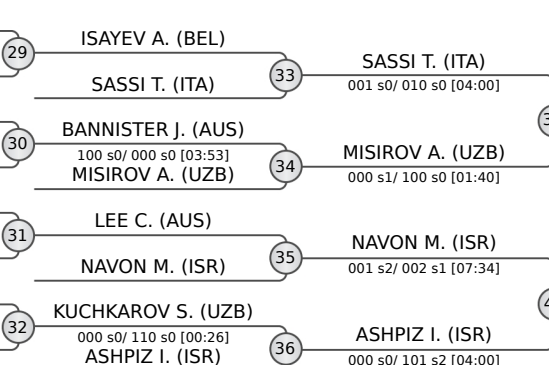 ISAYEV A. (BEL)
29
SASSI T. (ITA)
33
SASSI T. (ITA)
001 s0/ 010 s0 [04:00]
BANNISTER J. (AUS)
30
100 s0/ 000 s0 [03:53]
MISIROV A. (UZB)
34
MISIROV A. (UZB)
000 s1/ 100 s0 [01:40]
LEE C. (AUS)
31
NAVON M. (ISR)
35
NAVON M. (ISR)
001 s2/ 002 s1 [07:34]
KUCHKAROV S. (UZB)
32
000 s0/ 110 s0 [00:26]
ASHPIZ I. (ISR)
36
ASHPIZ I. (ISR)
000 s0/ 101 s2 [04:00]